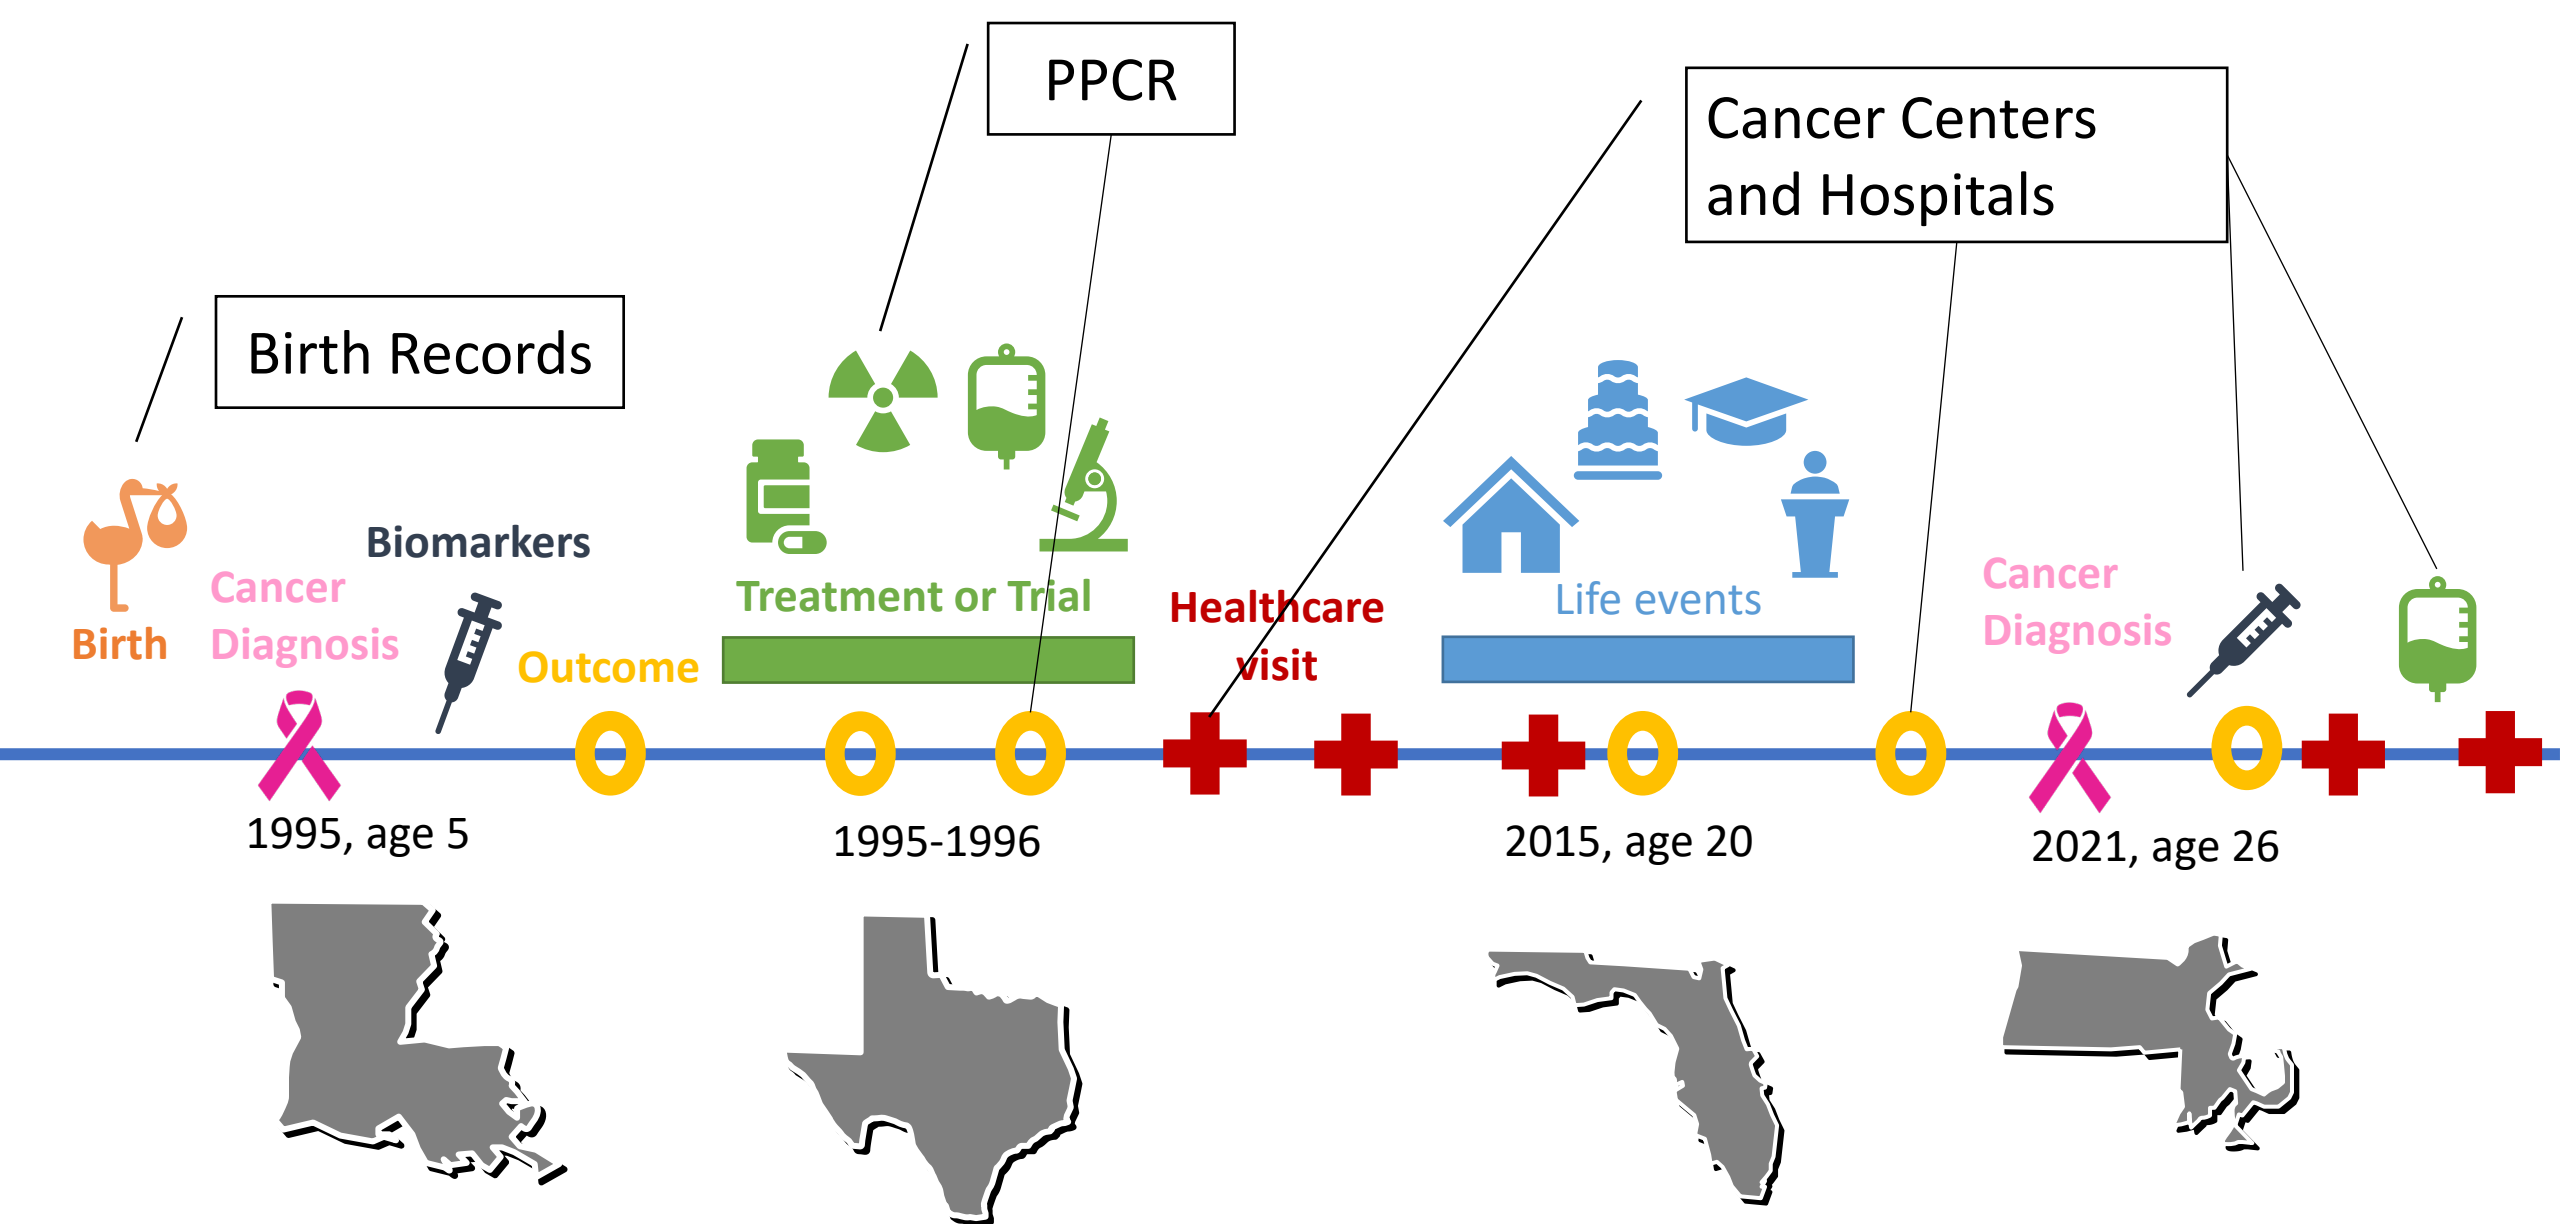 PPCR
Cancer Centers
and Hospitals
Birth Records
Biomarkers
Birth
Cancer
Diagnosis
Outcome
Treatment or Trial
Healthcare
visit
Life events
Cancer
Diagnosis
1995, age 5
1995-1996
2015, age 20
2021, age 26